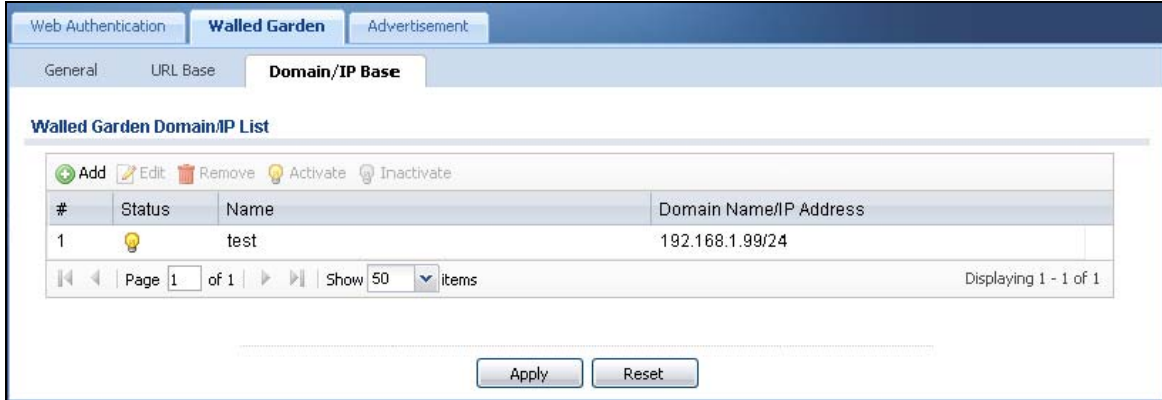 Web Authentication Walled Garden Advertisement
General URL Base Domain/IP Base
Walled Garden Domain/IP List
Add Edit Remove Activate Inactivate
# Status Name Domain Name/IP Address
1 test 192.168.1.99/24
Page 1 of 1 Show 50 items Displaying 1 - 1 of 1
Apply Reset